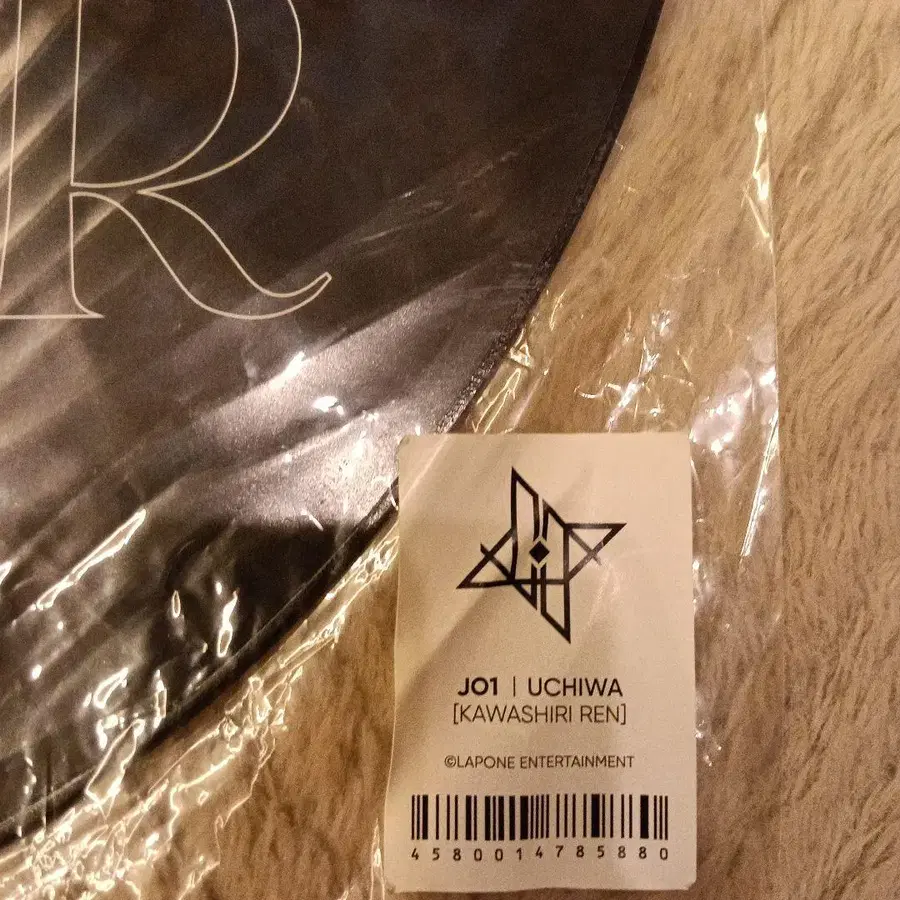 R
JO1 | UCHIWA
[KAWASHIRI REN]
©LAPONE ENTERTAINMENT
4580014785880